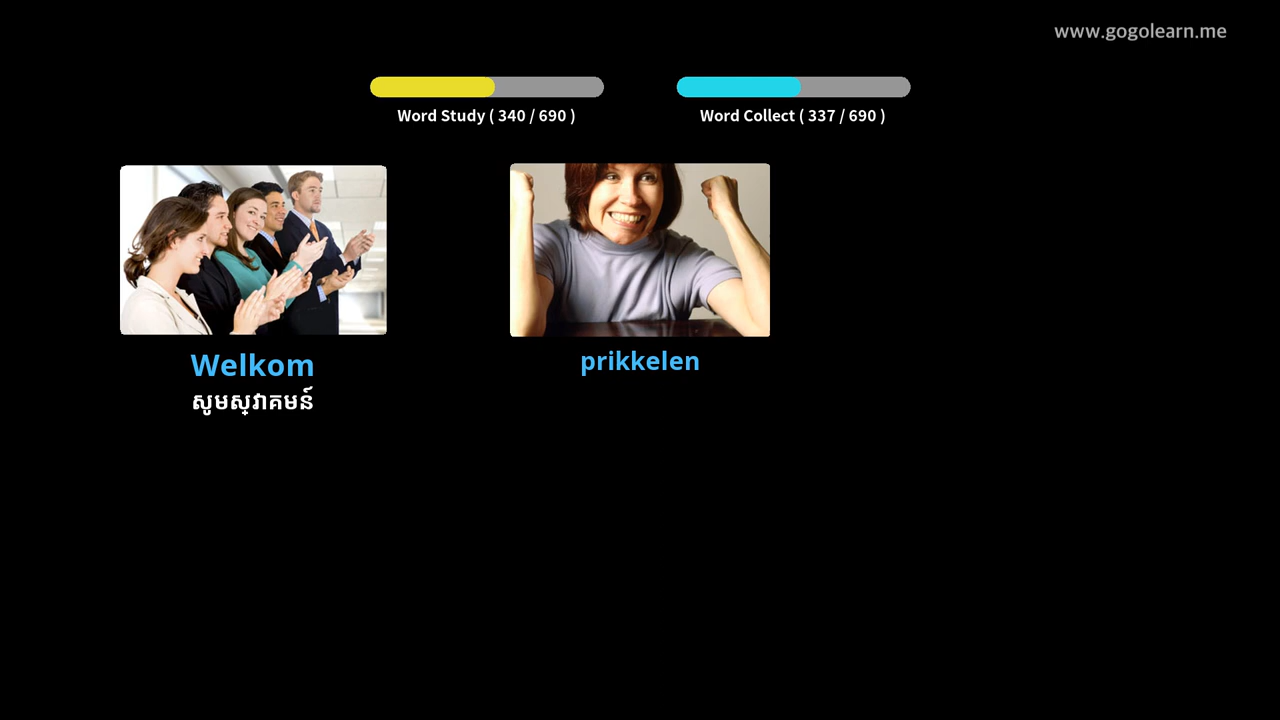 www.gogolearn.me
Word Study ( 340 / 690 )
Word Collect ( 337 / 690 )
Welkom
សូមស្វាគមន៍
prikkelen